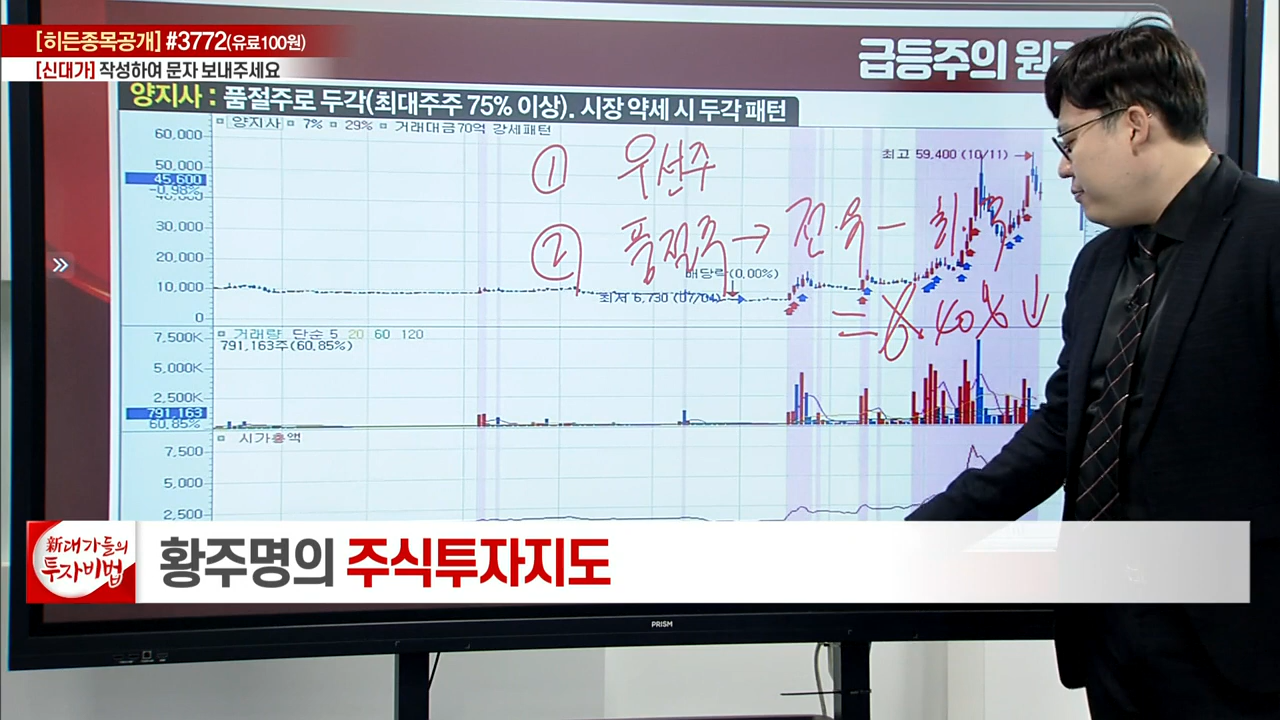 [히든종목공개] #3772(유료100원)
[신대가] 작성하여 문자 보내주세요
급등주의 원
양지사 : 품절주로 두각(최대주주 75% 이상). 시장 약세 시 두각 패턴
양지사 7% 29% 거래대금70억 강세패턴
60,000
50,000
45,600
-0.98%
40,000
30,000
20,000
10,000
0
최고 59,400 (10/11)
① 우선주
② 품절주 →
배당락(0.00%)
최저 6,730 (07/04)
40% ↓
거래량 단순 5 20 60 120
791,163주(60.85%)
7,500K
5,000K
2,500K
791,163
60.85%
시가총액
7,500
5,000
2,500
新대가들의
투자비법
황주명의 주식투자지도
PRISM